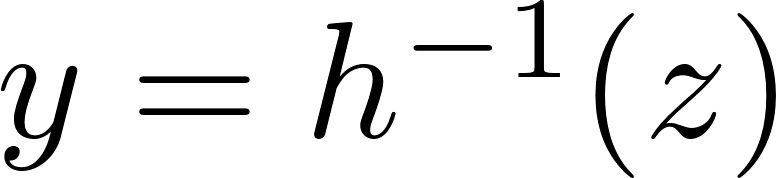 y = h⁻¹(z)